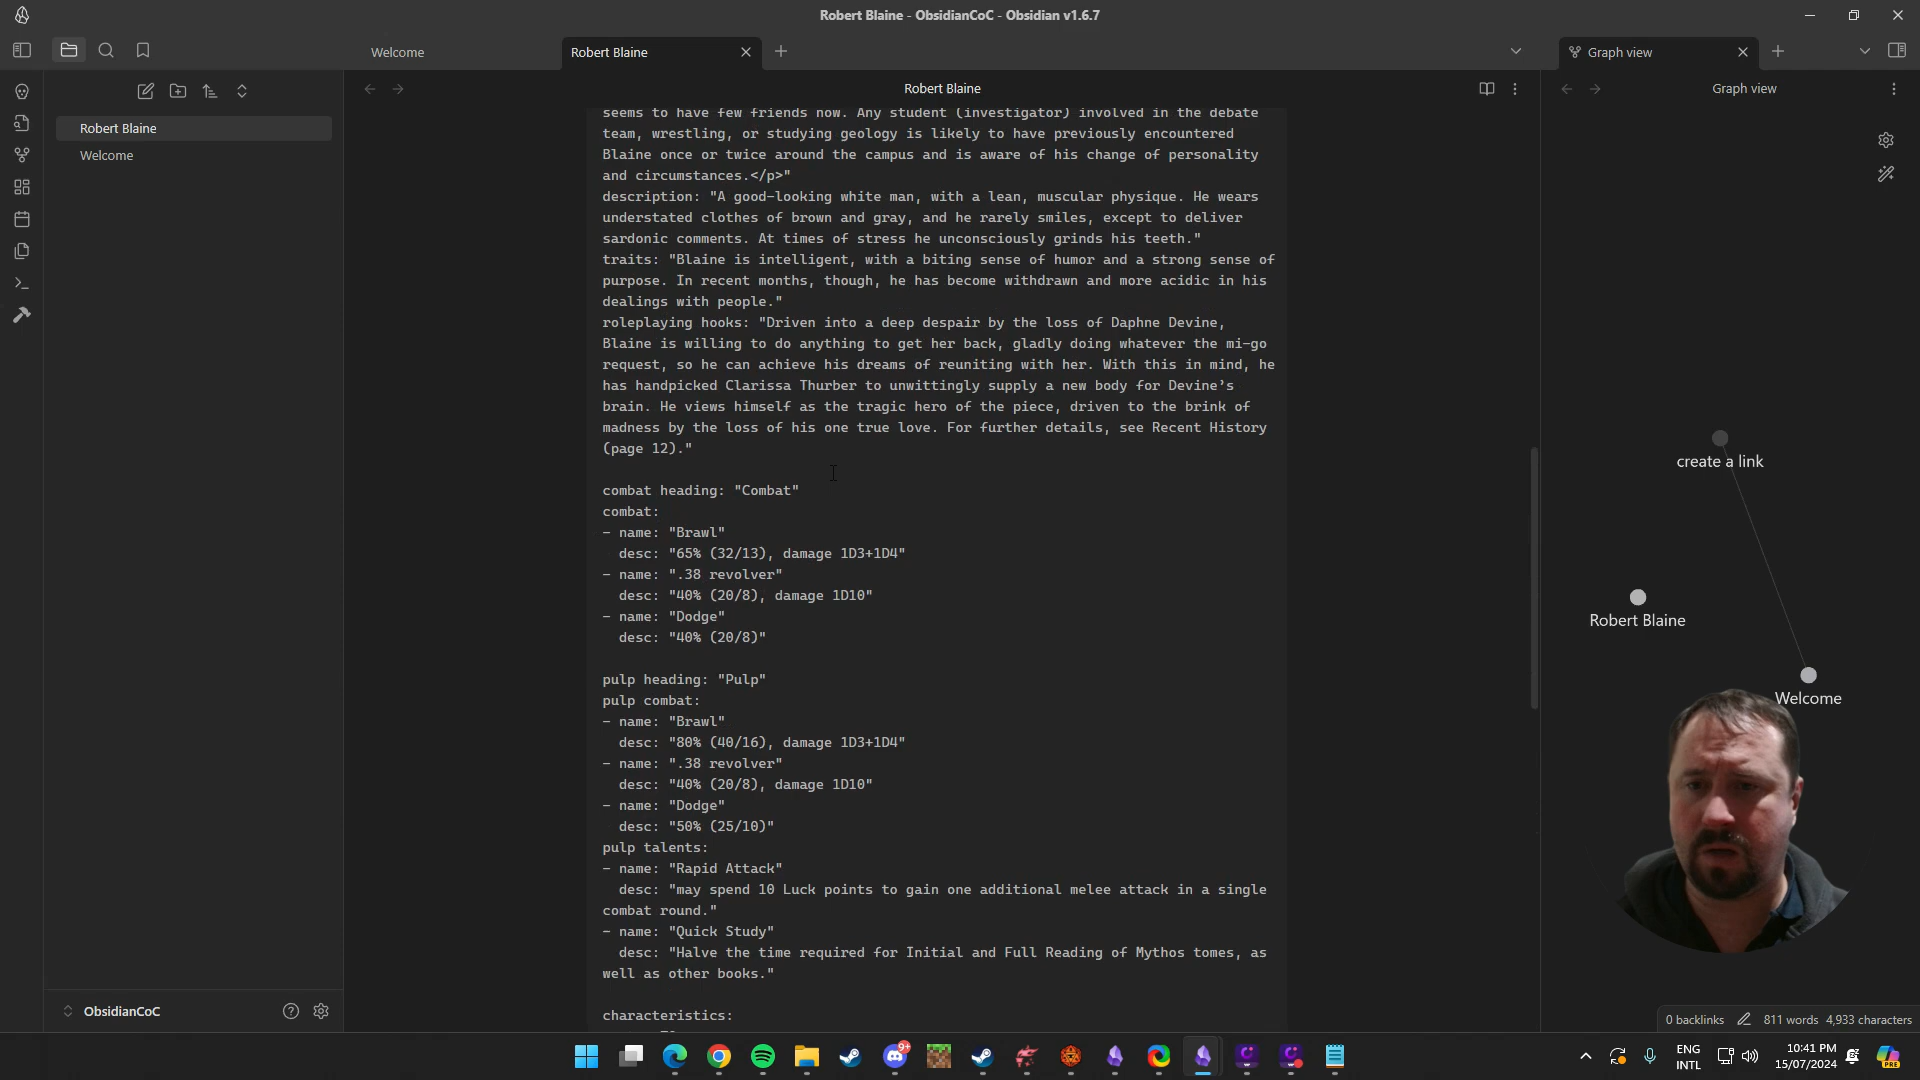 Robert Blaine - ObsidianCoC - Obsidian v1.6.7
Welcome
Robert Blaine
Graph view
Robert Blaine
Graph view
Robert Blaine
Welcome
seems to have few friends now. Any student (investigator) involved in the debate
team, wrestling, or studying geology is likely to have previously encountered
Blaine once or twice around the campus and is aware of his change of personality
and circumstances.</p>"
description: "A good-looking white man, with a lean, muscular physique. He wears
understated clothes of brown and gray, and he rarely smiles, except to deliver
sardonic comments. At times of stress he unconsciously grinds his teeth."
traits: "Blaine is intelligent, with a biting sense of humor and a strong sense of
purpose. In recent months, though, he has become withdrawn and more acidic in his
dealings with people."
roleplaying hooks: "Driven into a deep despair by the loss of Daphne Devine,
Blaine is willing to do anything to get her back, gladly doing whatever the mi-go
request, so he can achieve his dreams of reuniting with her. With this in mind, he
has handpicked Clarissa Thurber to unwittingly supply a new body for Devine's
brain. He views himself as the tragic hero of the piece, driven to the brink of
madness by the loss of his one true love. For further details, see Recent History
(page 12)."
combat heading: "Combat"
combat:
- name: "Brawl"
desc: "65% (32/13), damage 1D3+1D4"
- name: ".38 revolver"
desc: "40% (20/8), damage 1D10"
- name: "Dodge"
desc: "40% (20/8)"
pulp heading: "Pulp"
pulp combat:
- name: "Brawl"
desc: "80% (40/16), damage 1D3+1D4"
- name: ".38 revolver"
desc: "40% (20/8), damage 1D10"
- name: "Dodge"
desc: "50% (25/10)"
pulp talents:
- name: "Rapid Attack"
desc: "may spend 10 Luck points to gain one additional melee attack in a single
combat round."
- name: "Quick Study"
desc: "Halve the time required for Initial and Full Reading of Mythos tomes, as
well as other books."
characteristics:
create a link
Robert Blaine
Welcome
ObsidianCoC
0 backlinks
811 words 4,933 characters
9+
ENG
INTL
10:41 PM
15/07/2024
PRE